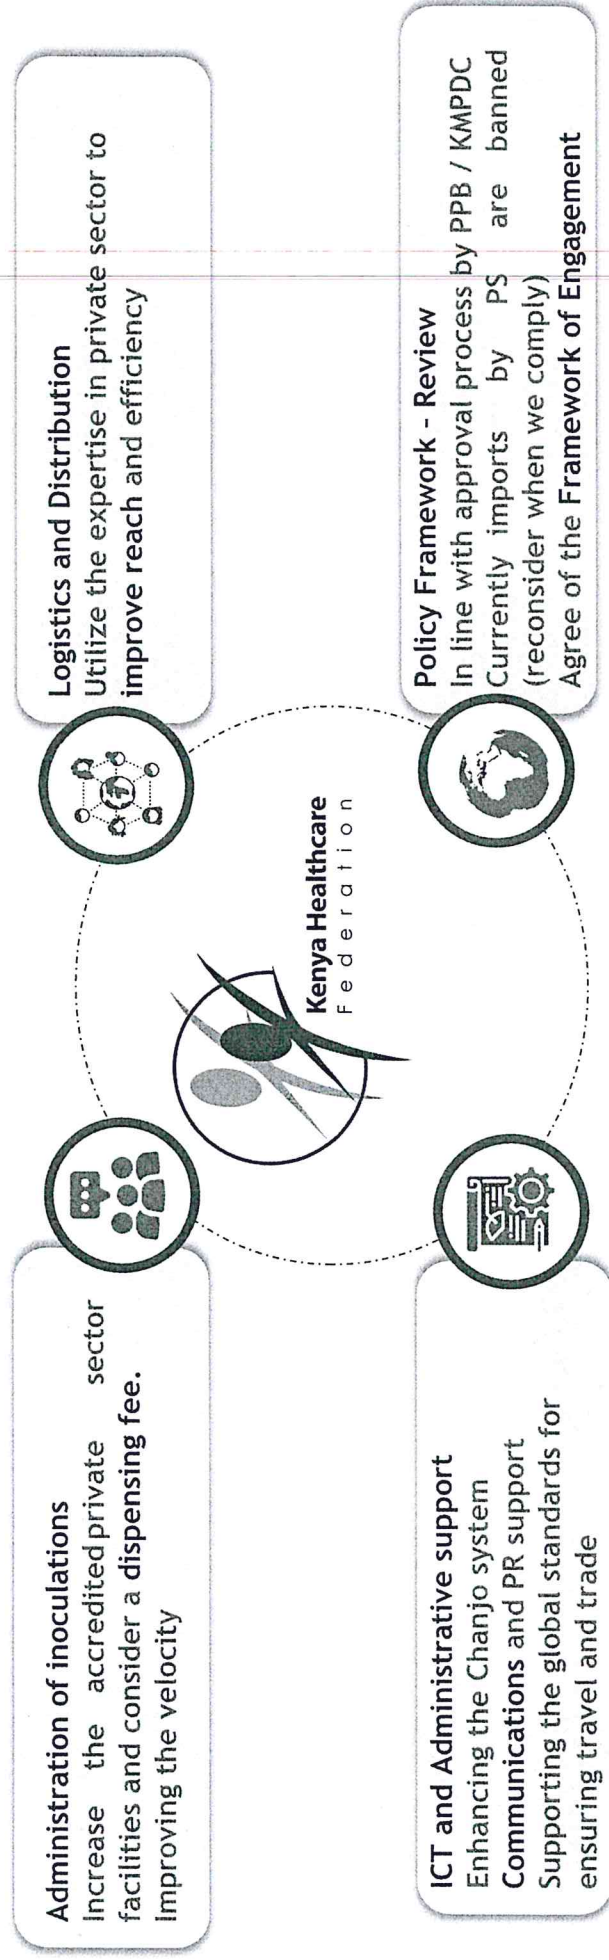 Administration of inoculations
Increase the accredited private sector
facilities and consider a dispensing fee.
Improving the velocity
Logistics and Distribution
Utilize the expertise in private sector to
improve reach and efficiency
Kenya Healthcare
Federation
ICT and Administrative support
Enhancing the Chanjo system
Communications and PR support
Supporting the global standards for
ensuring travel and trade
Policy Framework - Review
In line with approval process by PPB / KMPDC
Currently imports by PS are banned
(reconsider when we comply)
Agree of the Framework of Engagement